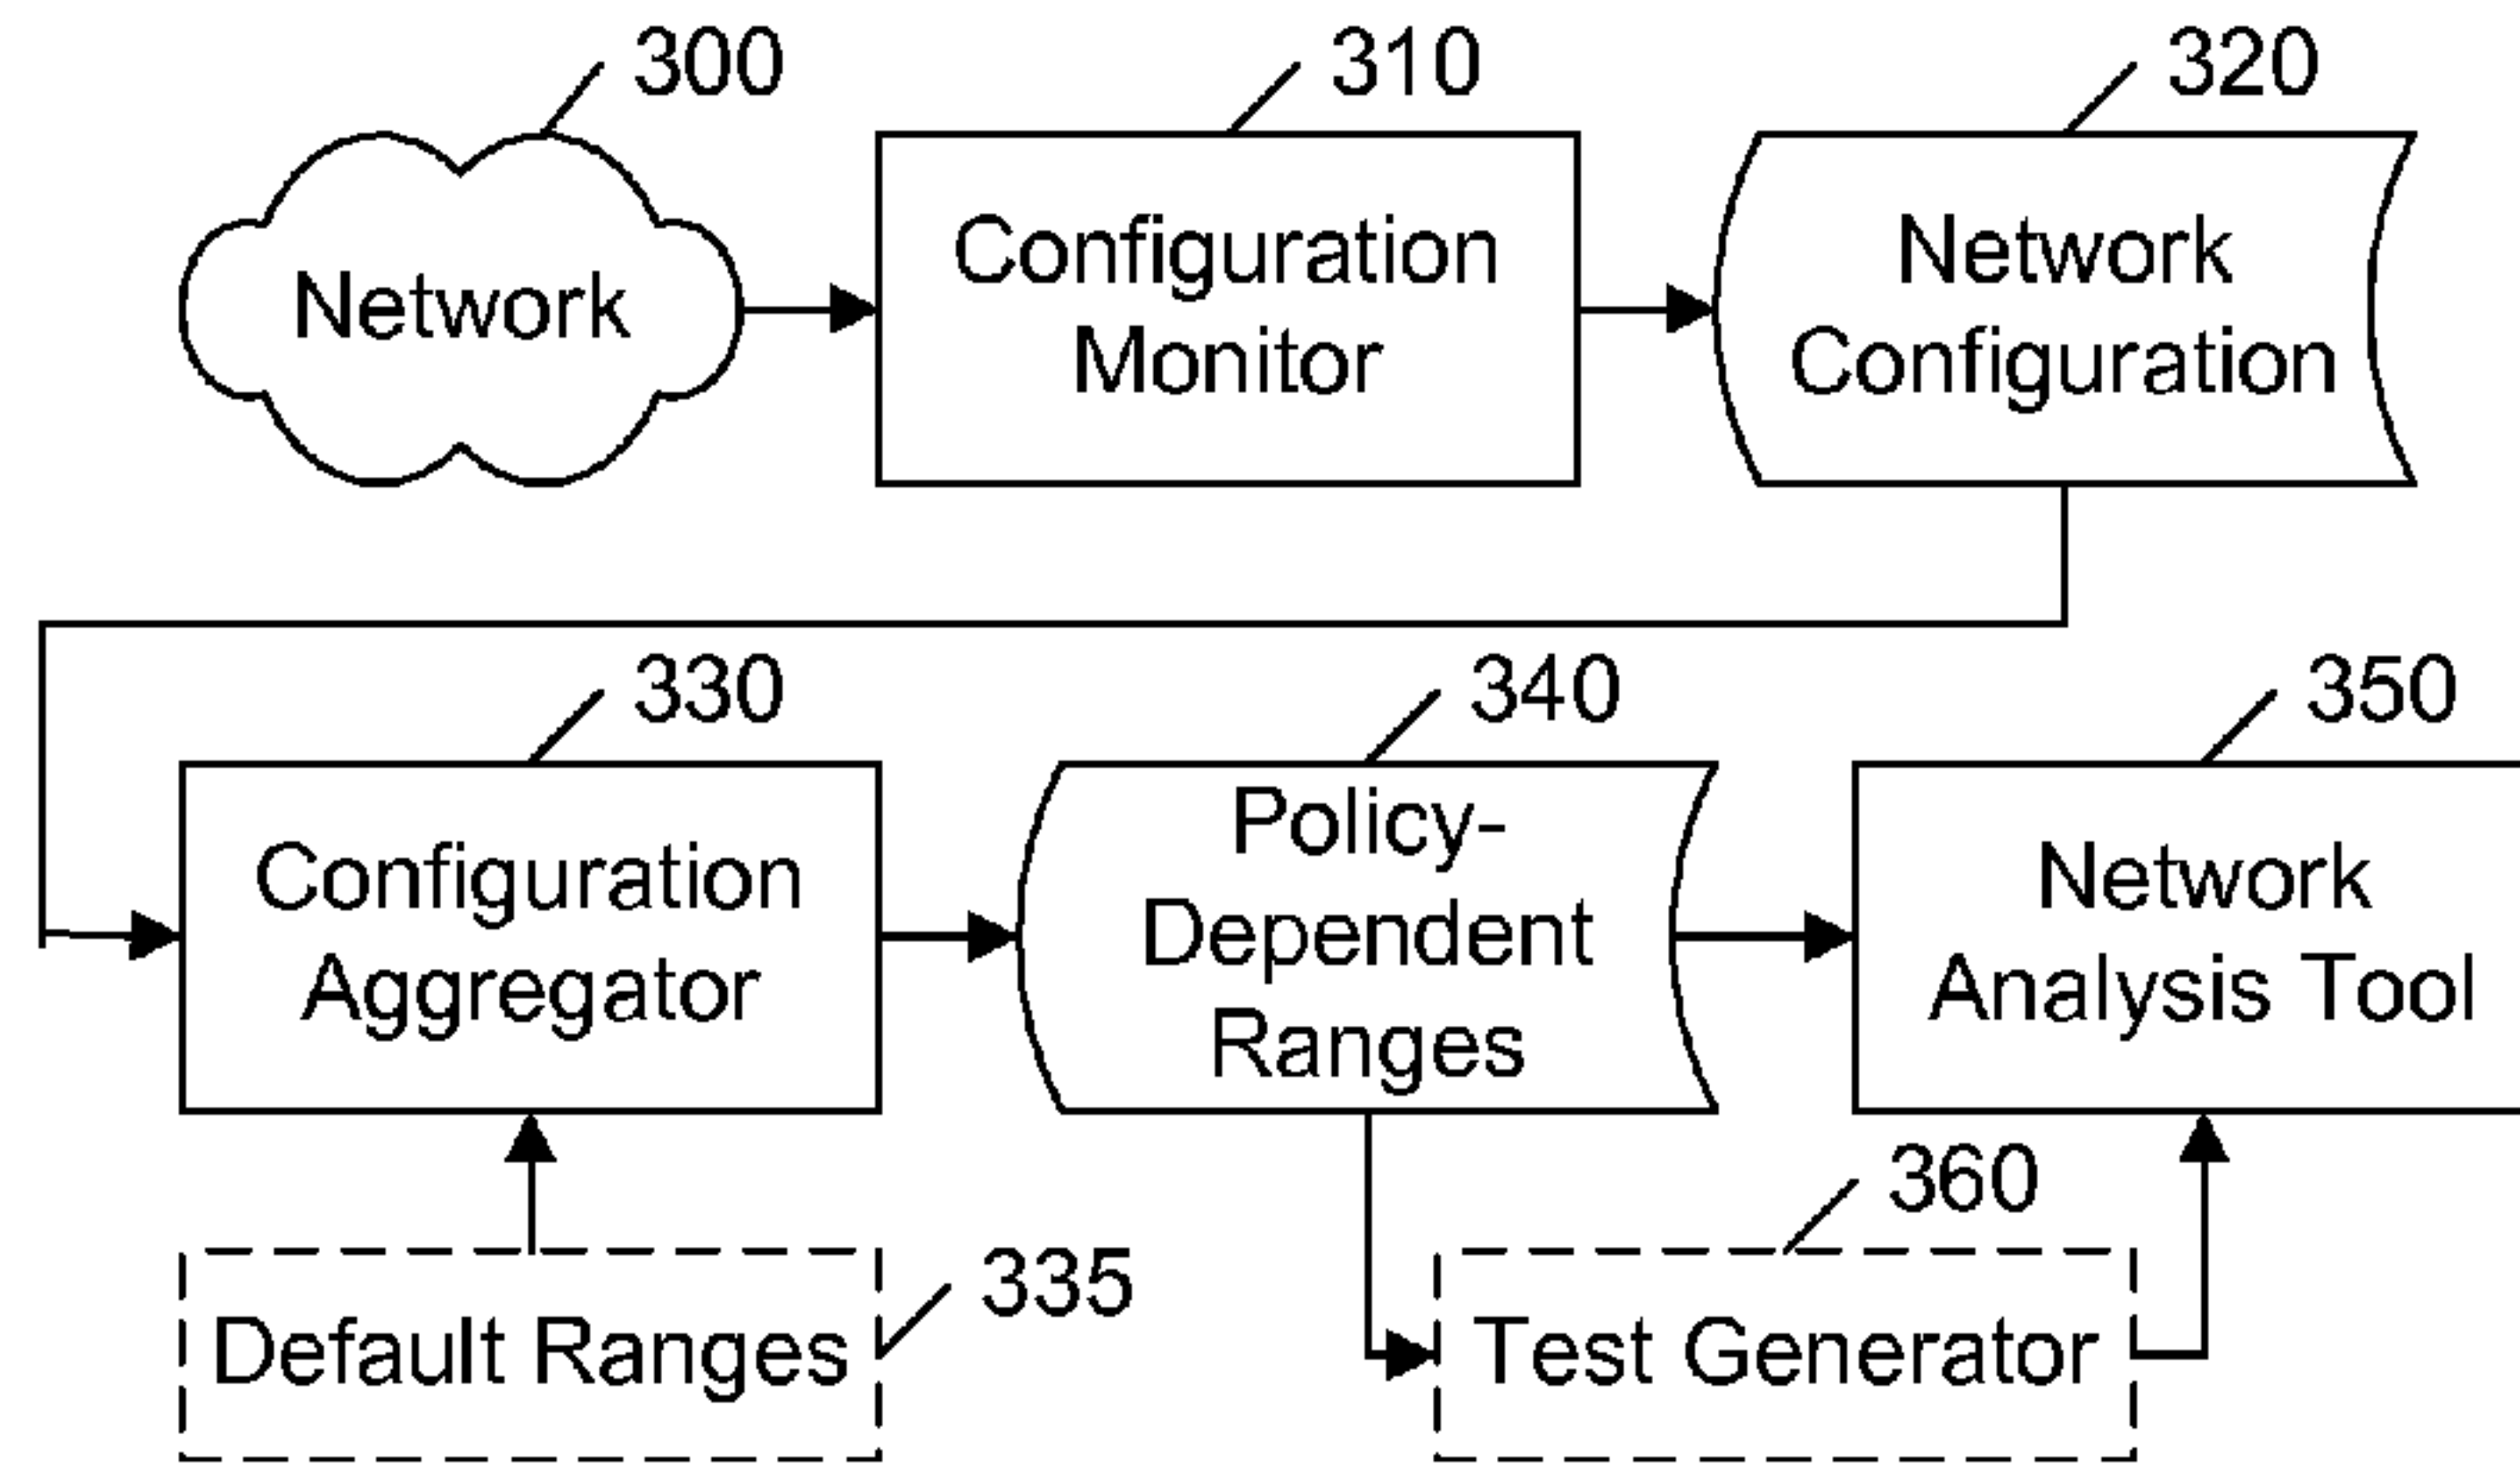 300
310
320
Network
Configuration
Monitor
Network
Configuration
330
340
350
Configuration
Aggregator
Policy-
Dependent
Ranges
Network
Analysis Tool
335
360
Default Ranges
Test Generator